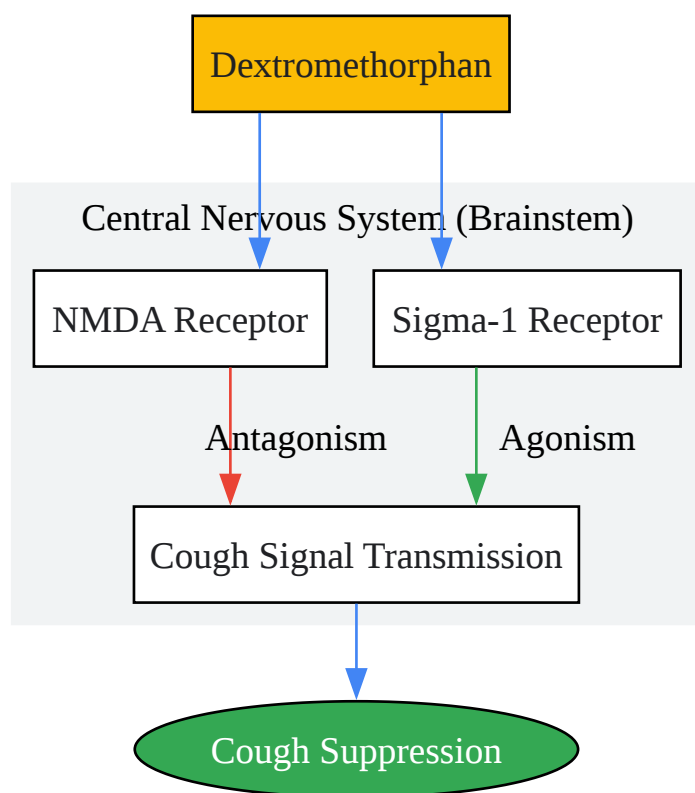 Dextromethorphan
Central Nervous System (Brainstem)
NMDA Receptor
Sigma-1 Receptor
Antagonism
Agonism
Cough Signal Transmission
Cough Suppression